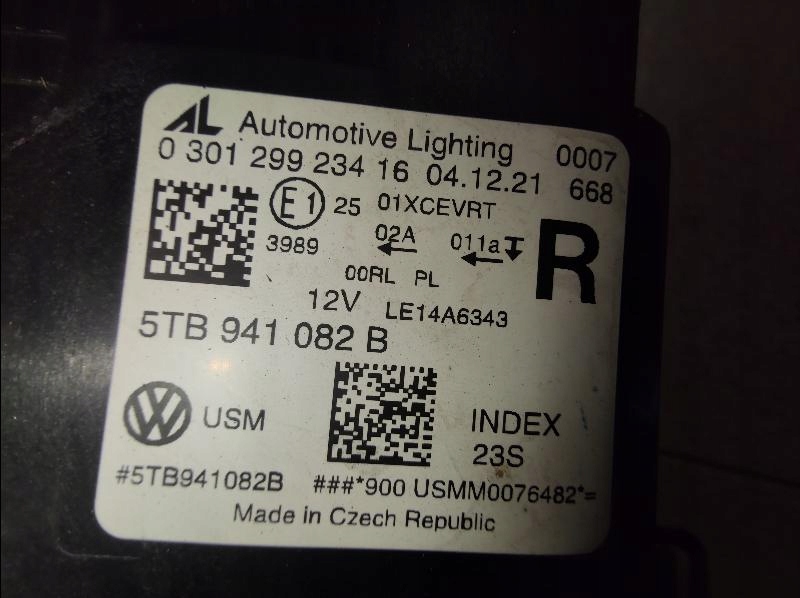 AL Automotive Lighting 0007
0 301 299 234 16 04.12.21 668
E1 25 01XCEVRT
3989 02A 011a R
00RL PL
12V LE14A6343
5TB 941 082 B
VW USM INDEX
23S
#5TB941082B ###*900 USMM0076482*=
Made in Czech Republic